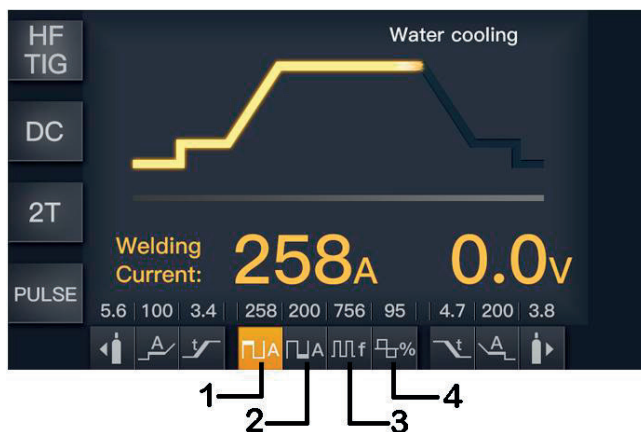 HF
TIG
Water cooling
DC
2T
Welding
Current:
258A
0.0V
PULSE
5.6 100 3.4 258 200 756 95 4.7 200 3.8
A t A A f % t A
1 2 3 4